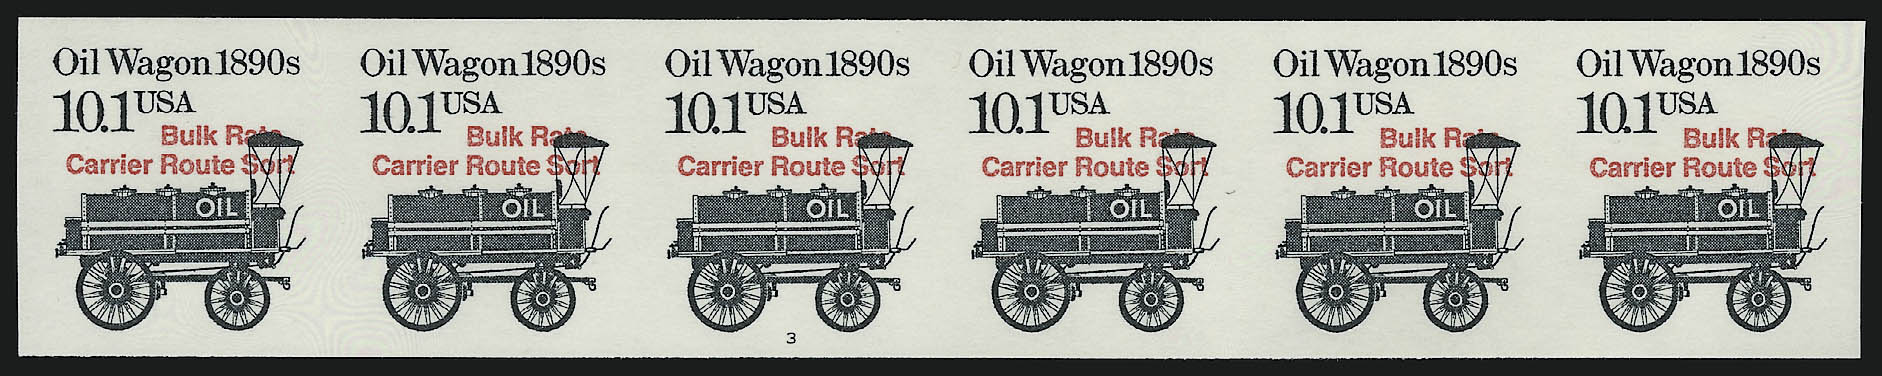 Oil Wagon 1890s Oil Wagon 1890s Oil Wagon 1890s Oil Wagon 1890s Oil Wagon 1890s Oil Wagon 1890s
10.1 USA 10.1 USA 10.1 USA 10.1 USA 10.1 USA 10.1 USA
Bulk Rate Bulk Rate Bulk Rate Bulk Rate Bulk Rate Bulk Rate
Carrier Route Sort Carrier Route Sort Carrier Route Sort Carrier Route Sort Carrier Route Sort Carrier Route Sort
OIL OIL OIL OIL OIL OIL
3